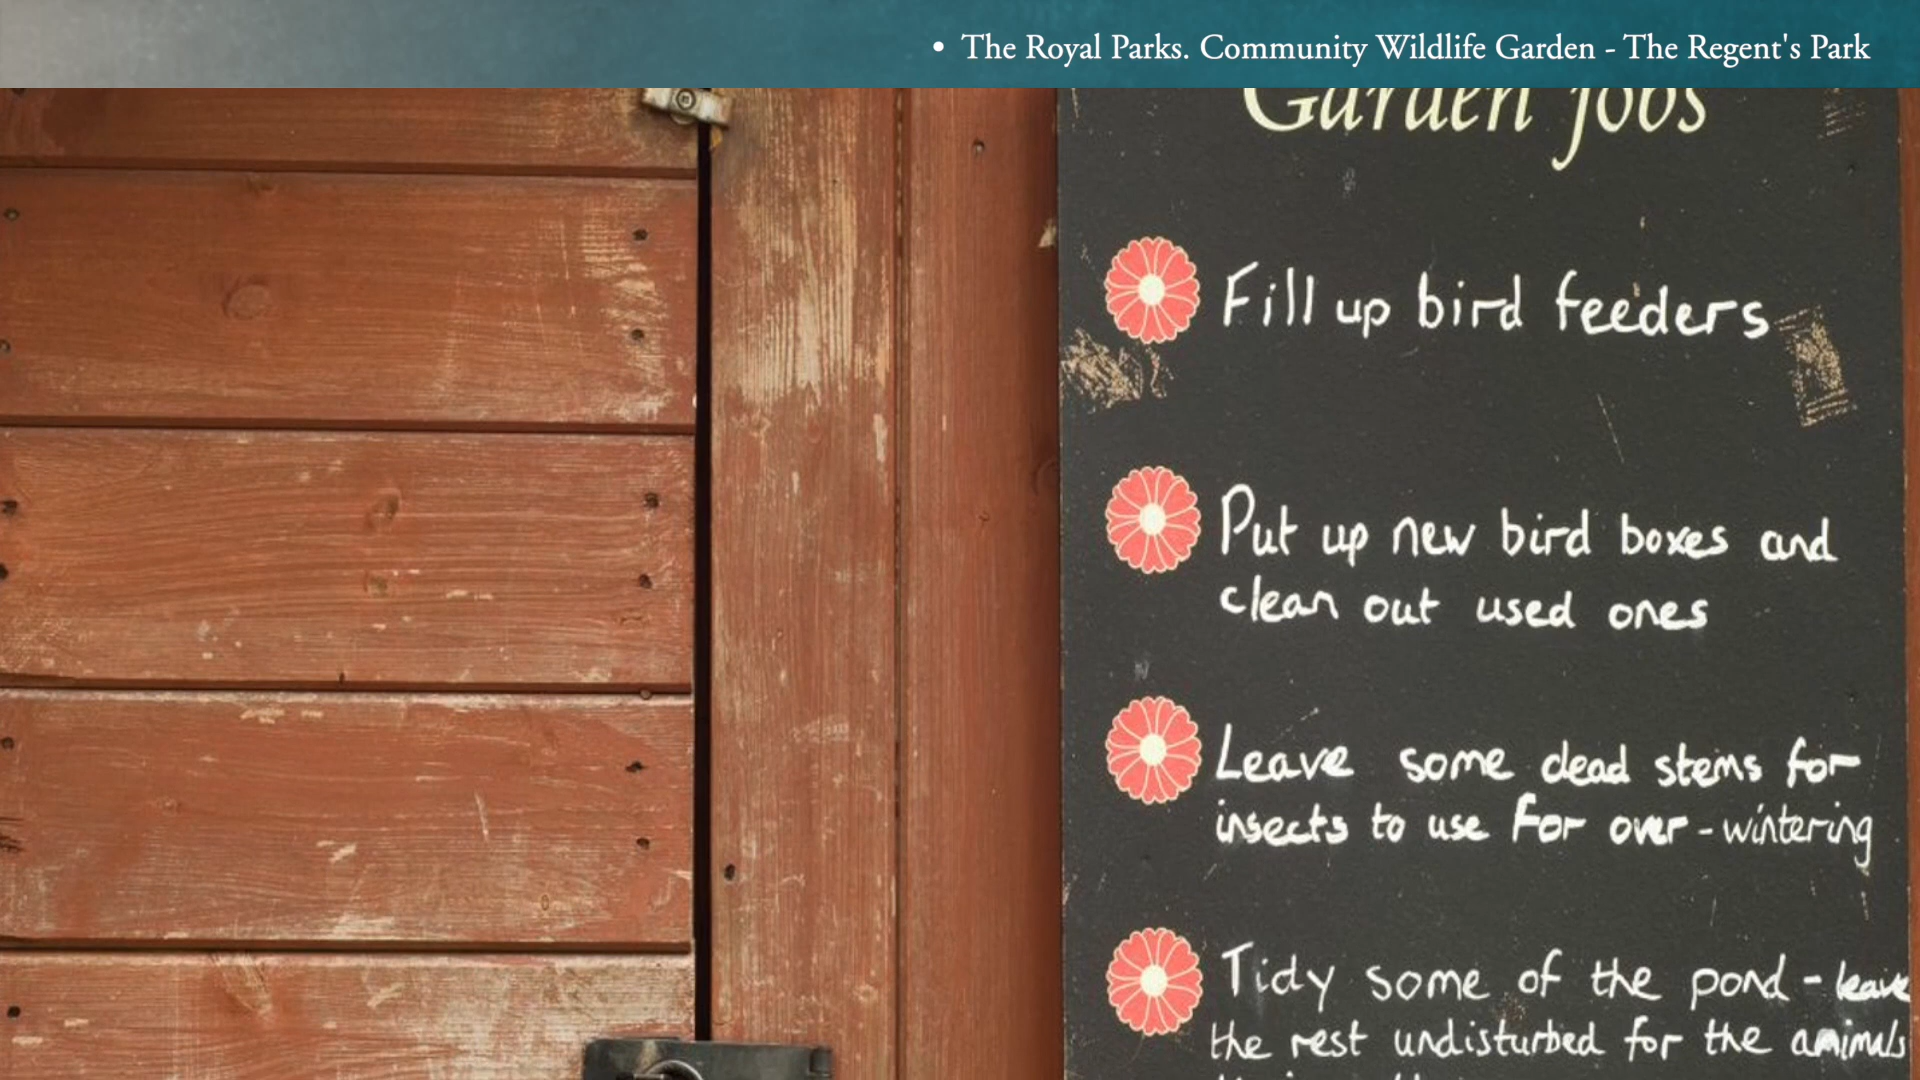 • The Royal Parks. Community Wildlife Garden - The Regent's Park
Garden jobs
Fill up bird feeders
Put up new bird boxes and
clean out used ones
Leave some dead stems for
insects to use for over-wintering
Tidy some of the pond - leave
the rest undisturbed for the animals